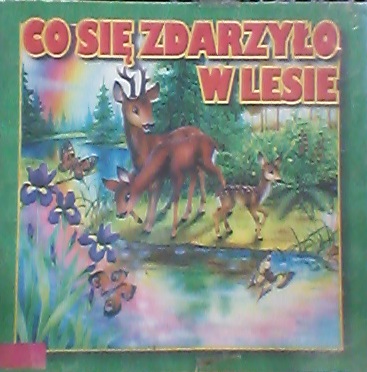 CO SIĘ ZDARZYŁO
W LESIE